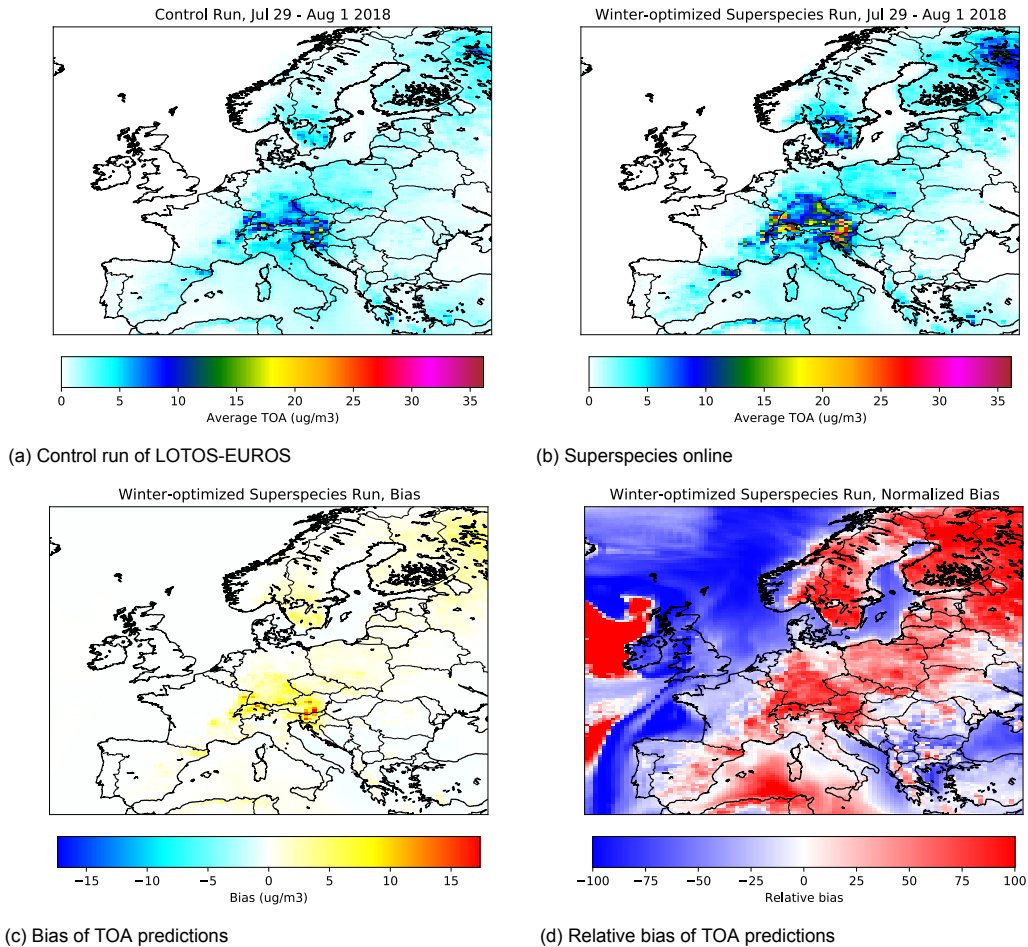 Control Run, Jul 29 - Aug 1 2018
0 5 10 15 20 25 30 35
Average TOA (ug/m3)
(a) Control run of LOTOS-EUROS
Winter-optimized Superspecies Run, Jul 29 - Aug 1 2018
0 5 10 15 20 25 30 35
Average TOA (ug/m3)
(b) Superspecies online
Winter-optimized Superspecies Run, Bias
−15 −10 −5 0 5 10 15
Bias (ug/m3)
(c) Bias of TOA predictions
Winter-optimized Superspecies Run, Normalized Bias
−100 −75 −50 −25 0 25 50 75 100
Relative bias
(d) Relative bias of TOA predictions